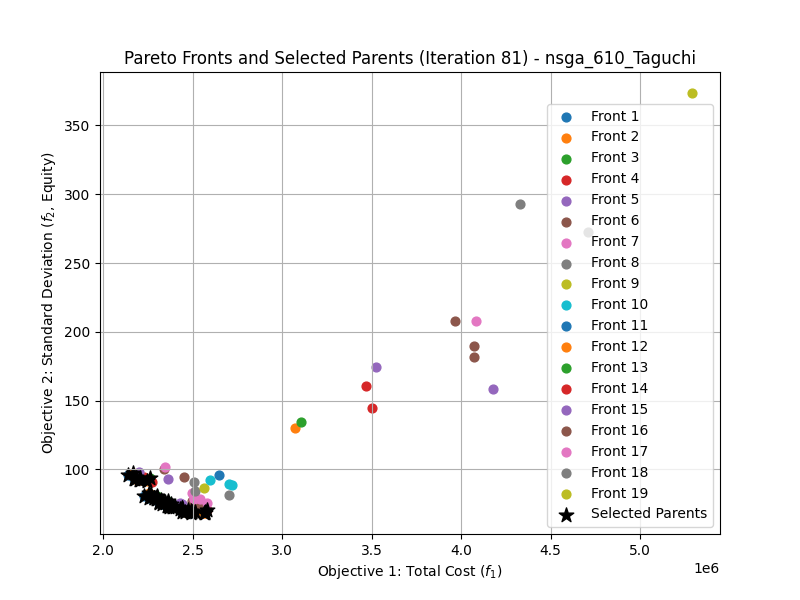 Pareto Fronts and Selected Parents (Iteration 81) - nsga_610_Taguchi
Objective 2: Standard Deviation (f₂, Equity)
350
300
250
200
150
100
Front 1
Front 2
Front 3
Front 4
Front 5
Front 6
Front 7
Front 8
Front 9
Front 10
Front 11
Front 12
Front 13
Front 14
Front 15
Front 16
Front 17
Front 18
Front 19
Selected Parents
2.0 2.5 3.0 3.5 4.0 4.5 5.0
1e6
Objective 1: Total Cost (f₁)